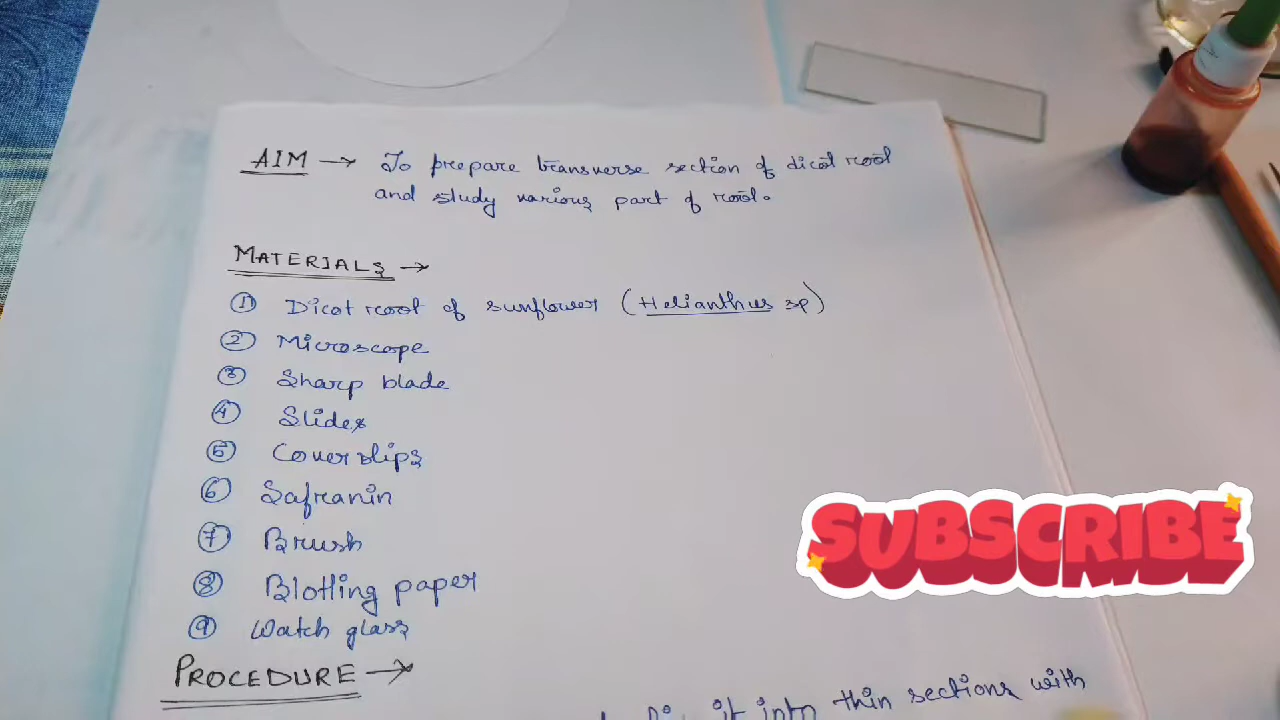 AIM → To prepare transverse section of dicot root
and study various part of root.
MATERIALS →
① Dicot root of sunflower (Helianthus sp)
② Microscope
③ Sharp blade
④ Slides
⑤ Coverslips
⑥ Safranin
⑦ Brush
⑧ Blotting paper
⑨ Watch glass
PROCEDURE →
it into thin sections with
SUBSCRIBE